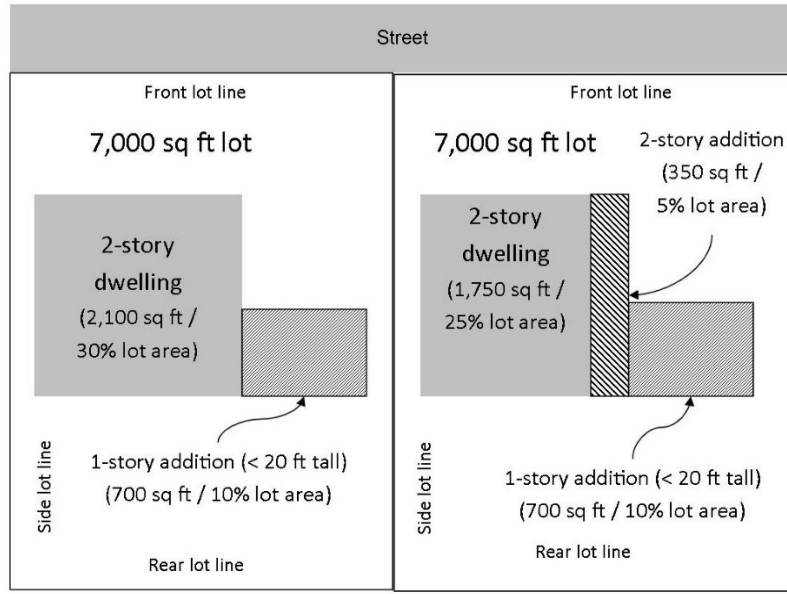 Street
Front lot line
7,000 sq ft lot
2-story
dwelling
(2,100 sq ft /
30% lot area)
1-story addition (< 20 ft tall)
(700 sq ft / 10% lot area)
Side lot line
Rear lot line
Front lot line
7,000 sq ft lot
2-story addition
(350 sq ft /
5% lot area)
2-story
dwelling
(1,750 sq ft /
25% lot area)
1-story addition (< 20 ft tall)
(700 sq ft / 10% lot area)
Side lot line
Rear lot line